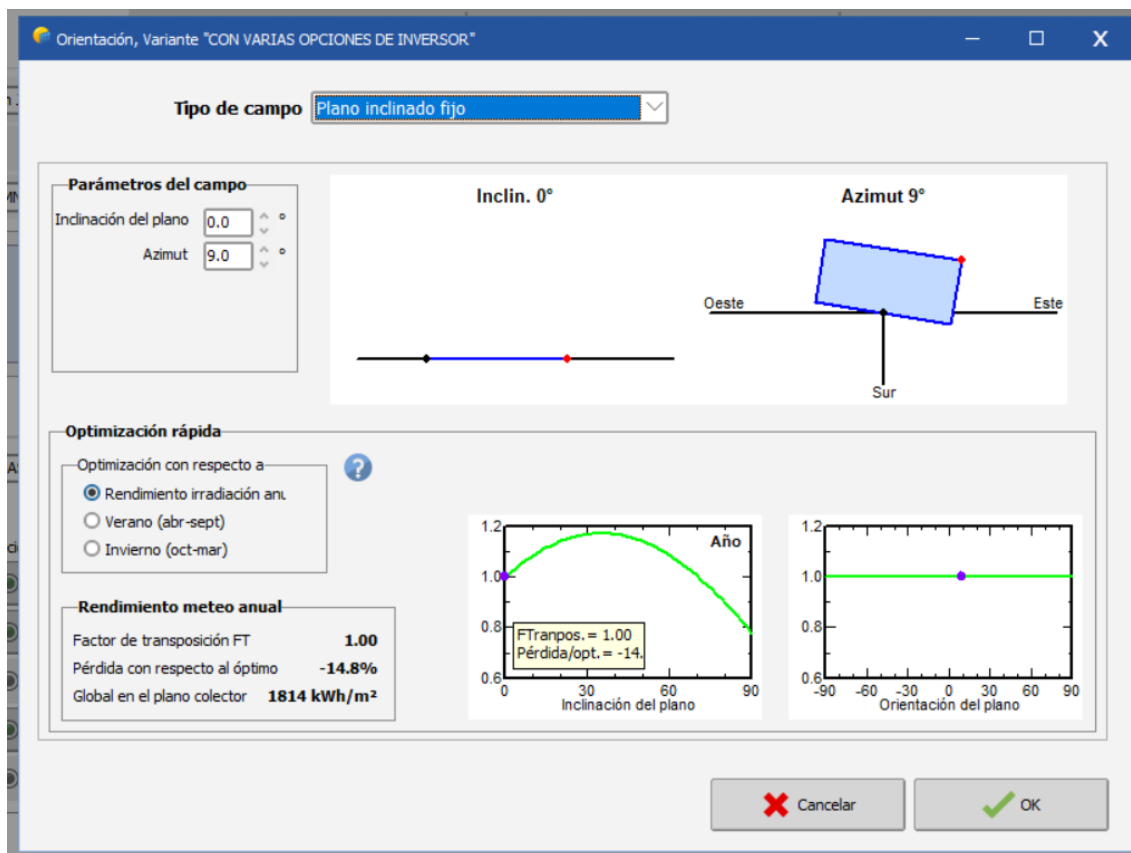 Orientación, Variante "CON VARIAS OPCIONES DE INVERSOR"
Tipo de campo Plano inclinado fijo
Parámetros del campo
Inclinación del plano 0.0 °
Azimut 9.0 °
Inclin. 0°
Azimut 9°
Oeste
Este
Sur
Optimización rápida
Optimización con respecto a
Rendimiento irradiación anu
Verano (abr-sept)
Invierno (oct-mar)
?
Rendimiento meteo anual
Factor de transposición FT 1.00
Pérdida con respecto al óptimo -14.8%
Global en el plano colector 1814 kWh/m²
Año
1.2
1.0
0.8
0.6
FTranpos.= 1.00
Pérdida/opt.= -14.
0 30 60 90
Inclinación del plano
1.2
1.0
0.8
0.6
-90 -60 -30 0 30 60 90
Orientación del plano
Cancelar
OK